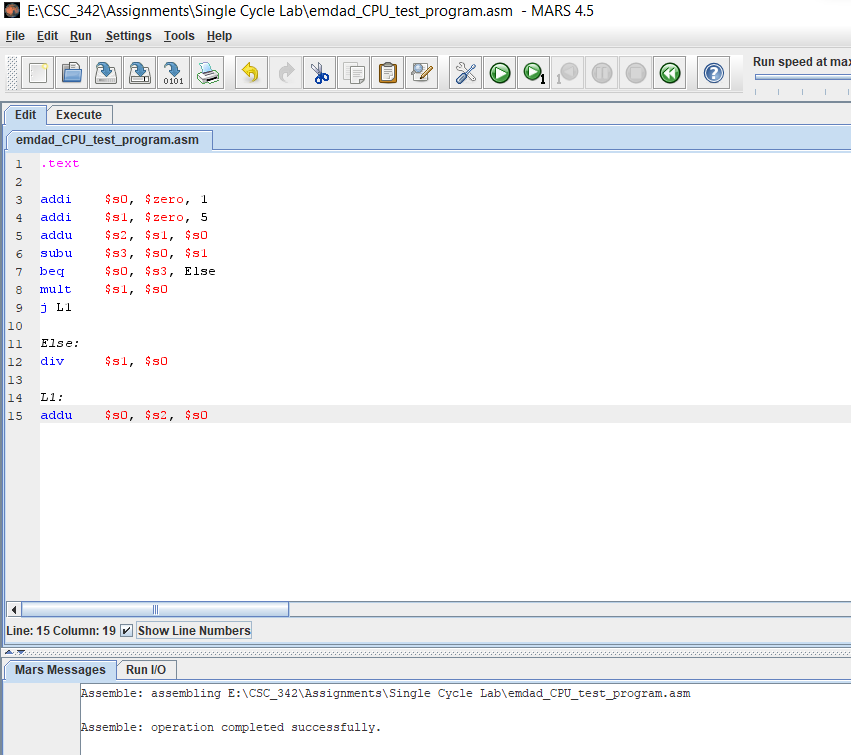 E:\CSC_342\Assignments\Single Cycle Lab\emdad_CPU_test_program.asm - MARS 4.5
File Edit Run Settings Tools Help
0101
1
1
Run speed at max
Edit Execute
emdad_CPU_test_program.asm
1 .text
2
3 addi $s0, $zero, 1
4 addi $s1, $zero, 5
5 addu $s2, $s1, $s0
6 subu $s3, $s0, $s1
7 beq $s0, $s3, Else
8 mult $s1, $s0
9 j L1
10
11 Else:
12 div $s1, $s0
13
14 L1:
15 addu $s0, $s2, $s0
Line: 15 Column: 19 Show Line Numbers
Mars Messages Run I/O
Assemble: assembling E:\CSC_342\Assignments\Single Cycle Lab\emdad_CPU_test_program.asm
Assemble: operation completed successfully.